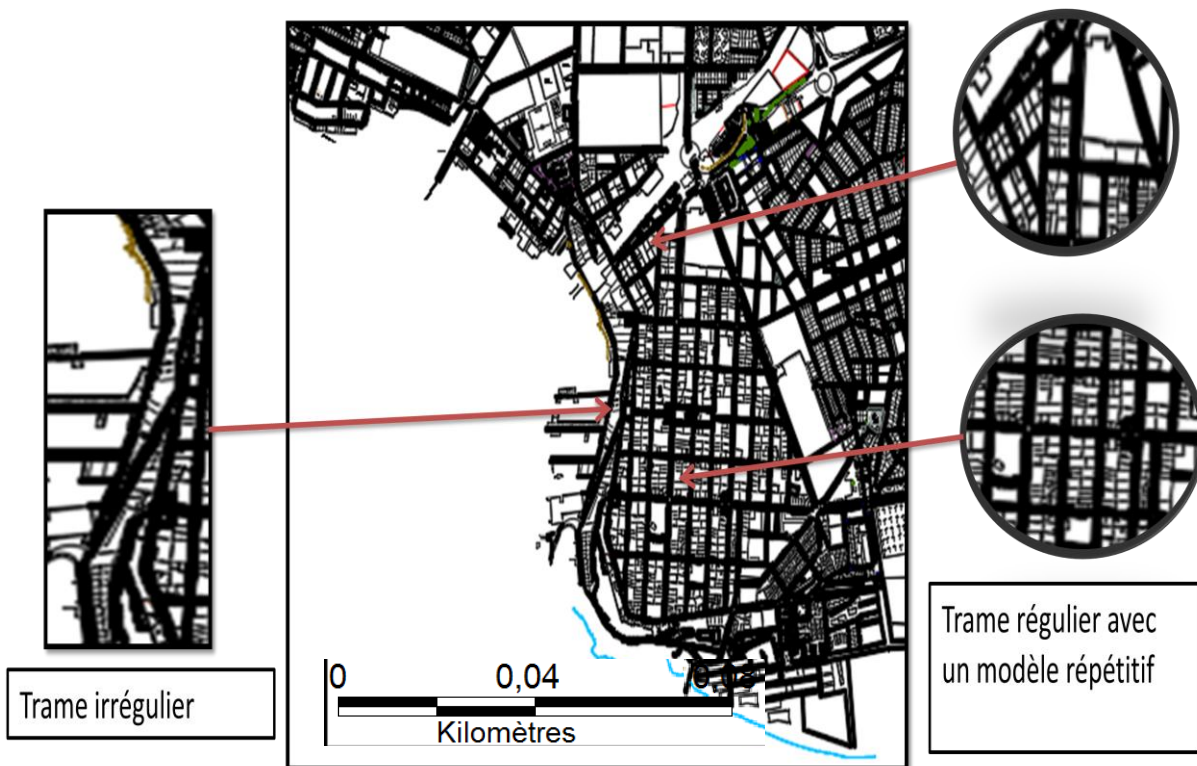 Trame irrégulier
0 0,04
Kilomètres
Trame régulier avec
un modèle répétitif